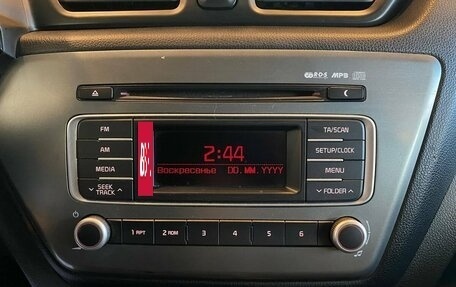 RDS MP3
FM
AM
MEDIA
SEEK
TRACK
2:44
Воскресенье DD.MM.YYYY
TA/SCAN
SETUP/CLOCK
MENU
FOLDER
1 RPT
2 RDM
3
4
5
6